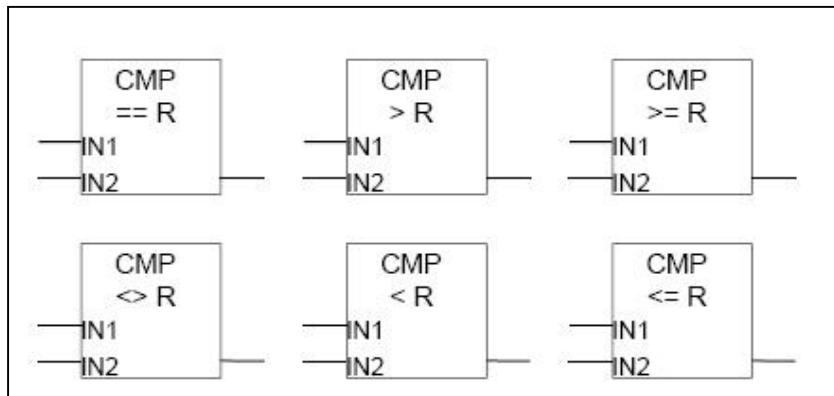 CMP
== R
IN1
IN2
CMP
> R
IN1
IN2
CMP
>= R
IN1
IN2
CMP
<> R
IN1
IN2
CMP
< R
IN1
IN2
CMP
<= R
IN1
IN2